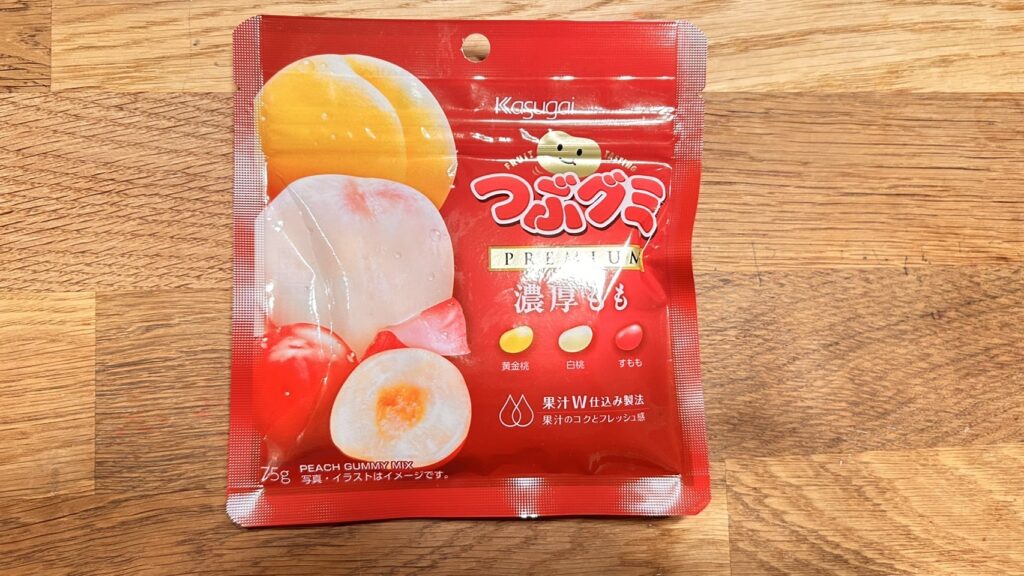 Kasugai
FRUIT TUBING
つぶグミ
PREMIUM
濃厚もも
黄金桃
白桃
すもも
果汁W仕込み製法
果汁のコクとフレッシュ感
75g
PEACH GUMMY MIX
写真・イラストはイメージです。